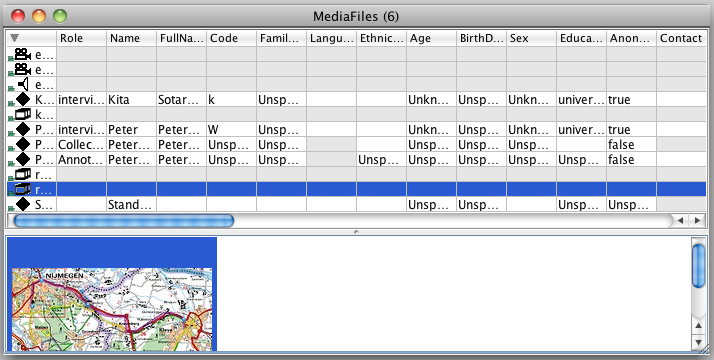 MediaFiles (6)
Role Name FullNa... Code Famil... Langu... Ethnic... Age BirthD... Sex Educa... Anon... Contact
e...
e...
e...
K... intervi... Kita Sotar... k Unsp... Unkn... Unsp... Unkn... univer... true
k...
P... intervi... Peter Peter... W Unkn... Unsp... Unkn... univer... true
P... Collec... Peter... Peter... Unsp... Unsp... Unsp... Unsp... Unsp... false
P... Annot... Peter... Peter... Unsp... Unsp... Unsp... Unsp... Unsp... Unsp... Unsp... false
r...
r...
S... Stand... Unsp... Unsp... Unsp... Unsp...
NIJMEGEN